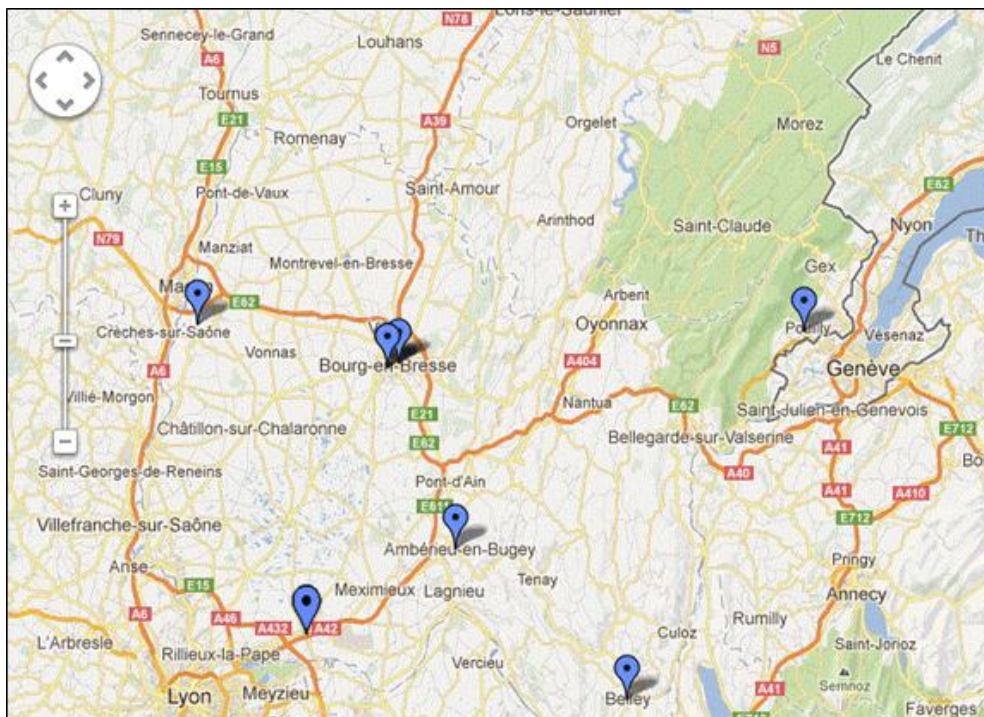 Lons-le-Saunier
N78
Sennecey-le-Grand
Louhans
N5
A6
Le Chenit
Tournus
E21
A39
Orgelet
Morez
Romenay
E15
Cluny
Pont-de-Vaux
Saint-Amour
E62
Arinthod
Saint-Claude
Nyon
N79
Manziat
Th
Montrevel-en-Bresse
Gex
E62
Arbent
Crèches-sur-Saône
Oyonnax
Vésenaz
Vonnas
Bourg-en-Bresse
A6
A404
Genève
Villié-Morgon
Nantua
E62
Saint-Julien-en-Genevois
E21
Châtillon-sur-Chalaronne
E62
Bellegarde-sur-Valserine
A41
E712
Saint-Georges-de-Reneins
A40
Bo
Pont-d'Ain
A41
A410
E611
Villefranche-sur-Saône
E712
Ambérieu-en-Bugey
Anse
Pringy
E15
Meximieux
Lagnieu
Tenay
Annecy
A6
A46
A432
A42
Rumilly
L'Arbresle
Culoz
Saint-Jorioz
Rillieux-la-Pape
Vercieu
Semnoz
Lyon
Meyzieu
Belley
A41
Faverges
E712